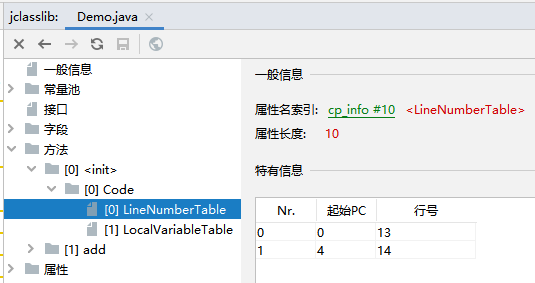 jclasslib: Demo.java
一般信息
常量池
接口
字段
方法
[0] <init>
[0] Code
[0] LineNumberTable
[1] LocalVariableTable
[1] add
属性
一般信息
属性名索引: cp_info #10 <LineNumberTable>
属性长度: 10
特有信息
Nr. 起始PC 行号
0 0 13
1 4 14